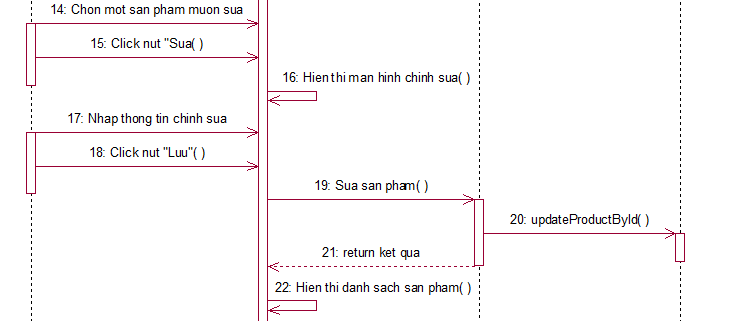 14: Chon mot san pham muon sua
15: Click nut "Sua( )
16: Hien thi man hinh chinh sua( )
17: Nhap thong tin chinh sua
18: Click nut "Luu"( )
19: Sua san pham( )
20: updateProductById( )
21: return ket qua
22: Hien thi danh sach san pham( )